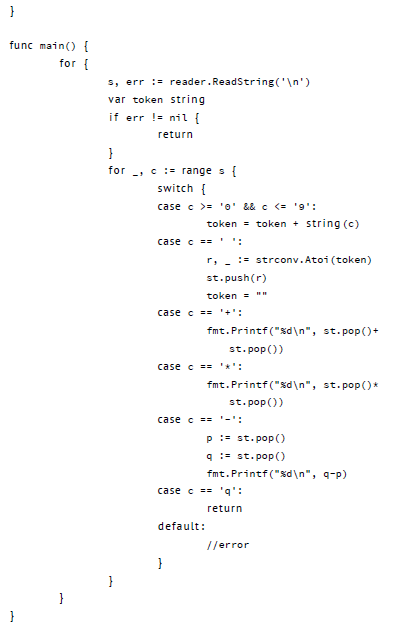 }
func main() {
for {
s, err := reader.ReadString('\n')
var token string
if err != nil {
return
}
for _, c := range s {
switch {
case c >= '0' && c <= '9':
token = token + string(c)
case c == ' ':
r, _ := strconv.Atoi(token)
st.push(r)
token = ""
case c == '+':
fmt.Printf("%d\n", st.pop()+
st.pop())
case c == '*':
fmt.Printf("%d\n", st.pop()*
st.pop())
case c == '-':
p := st.pop()
q := st.pop()
fmt.Printf("%d\n", q-p)
case c == 'q':
return
default:
//error
}
}
}
}